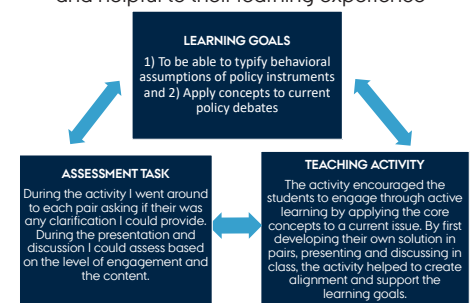 and helpful to their learning experience
LEARNING GOALS
1) To be able to typify behavioral
assumptions of policy instruments
and 2) Apply concepts to current
policy debates
ASSESSMENT TASK
During the activity I went around
to each pair asking if their was
any clarification I could provide.
During the presentation and
discussion I could assess based
on the level of engagement and
the content.
TEACHING ACTIVITY
The activity encouraged the
students to engage through active
learning by applying the core
concepts to a current issue. By first
developing their own solution in
pairs, presenting and discussing in
class, the activity helped to create
alignment and support the
learning goals.